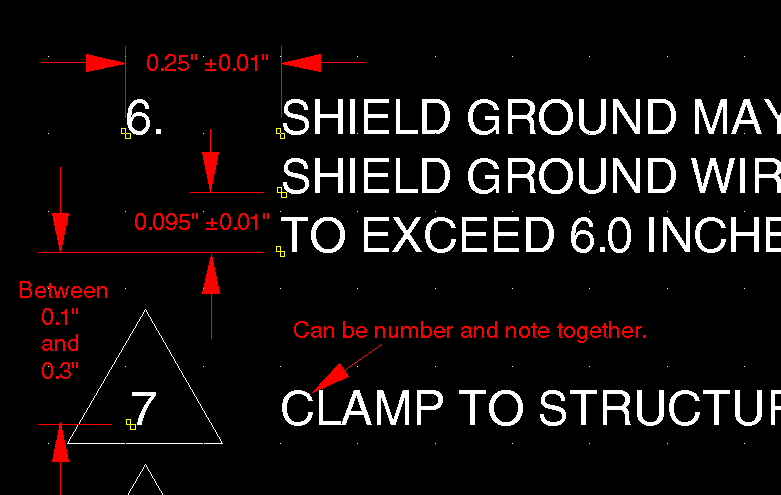 0.25" ±0.01"
6. SHIELD GROUND MAY
SHIELD GROUND WIR
0.095" ±0.01"
TO EXCEED 6.0 INCHE
Between
0.1"
and
0.3"
Can be number and note together.
7 CLAMP TO STRUCTUR